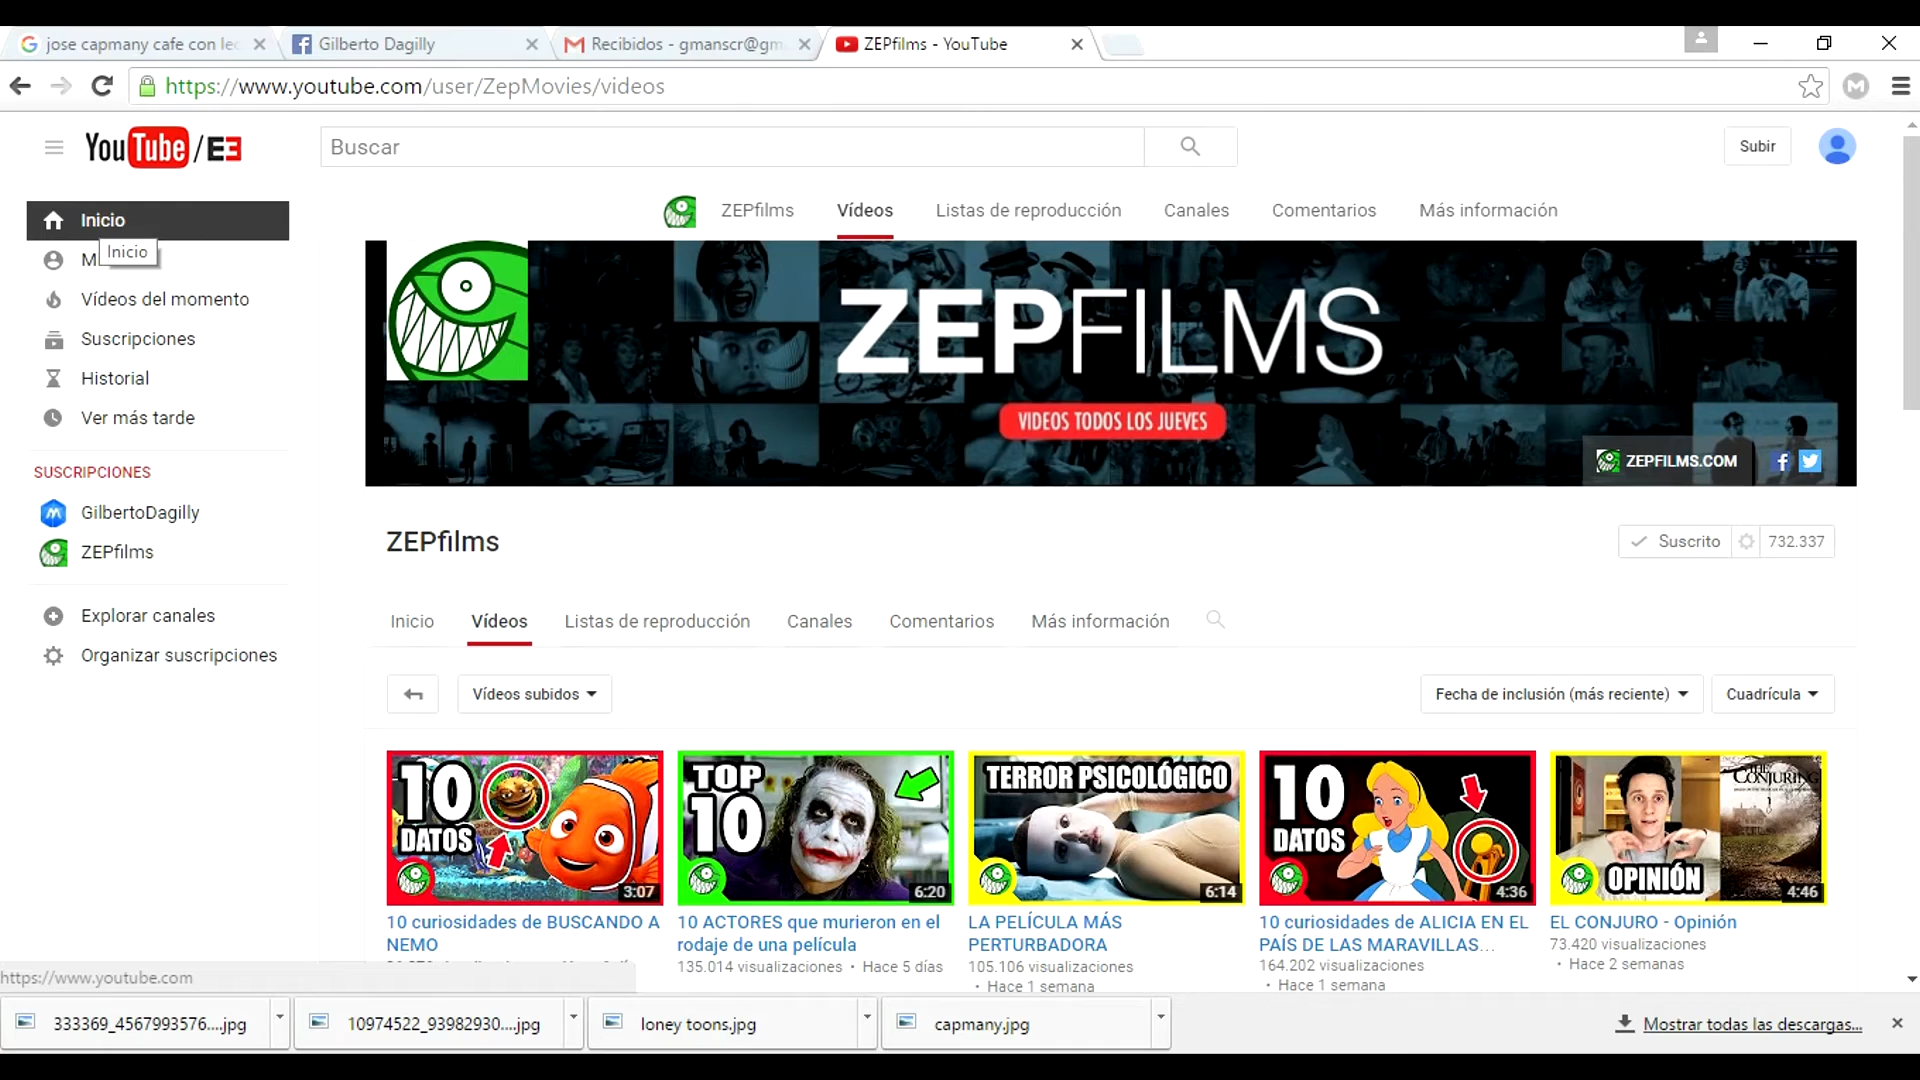 jose capmany cafe con lec
Gilberto Dagilly
Recibidos - gmanscr@gm
ZEPfilms - YouTube
https://www.youtube.com/user/ZepMovies/videos
YouTube / E3
Buscar
Subir
Inicio
Inicio
M
Vídeos del momento
Suscripciones
Historial
Ver más tarde
SUSCRIPCIONES
GilbertoDagilly
ZEPfilms
Explorar canales
Organizar suscripciones
ZEPfilms Vídeos Listas de reproducción Canales Comentarios Más información
ZEPFILMS
VIDEOS TODOS LOS JUEVES
ZEPFILMS.COM
ZEPfilms
Suscrito 732.337
Inicio Vídeos Listas de reproducción Canales Comentarios Más información
Vídeos subidos
Fecha de inclusión (más reciente)
Cuadrícula
10
DATOS
3:07
10 curiosidades de BUSCANDO A
NEMO
TOP
10
6:20
10 ACTORES que murieron en el
rodaje de una película
135.014 visualizaciones • Hace 5 días
TERROR PSICOLÓGICO
6:14
LA PELÍCULA MÁS
PERTURBADORA
105.106 visualizaciones
• Hace 1 semana
10
DATOS
4:36
10 curiosidades de ALICIA EN EL
PAÍS DE LAS MARAVILLAS...
164.202 visualizaciones
• Hace 1 semana
THE CONJURING
OPINIÓN
4:46
EL CONJURO - Opinión
73.420 visualizaciones
• Hace 2 semanas
https://www.youtube.com
333369_4567993576....jpg
10974522_93982930....jpg
loney toons.jpg
capmany.jpg
Mostrar todas las descargas...